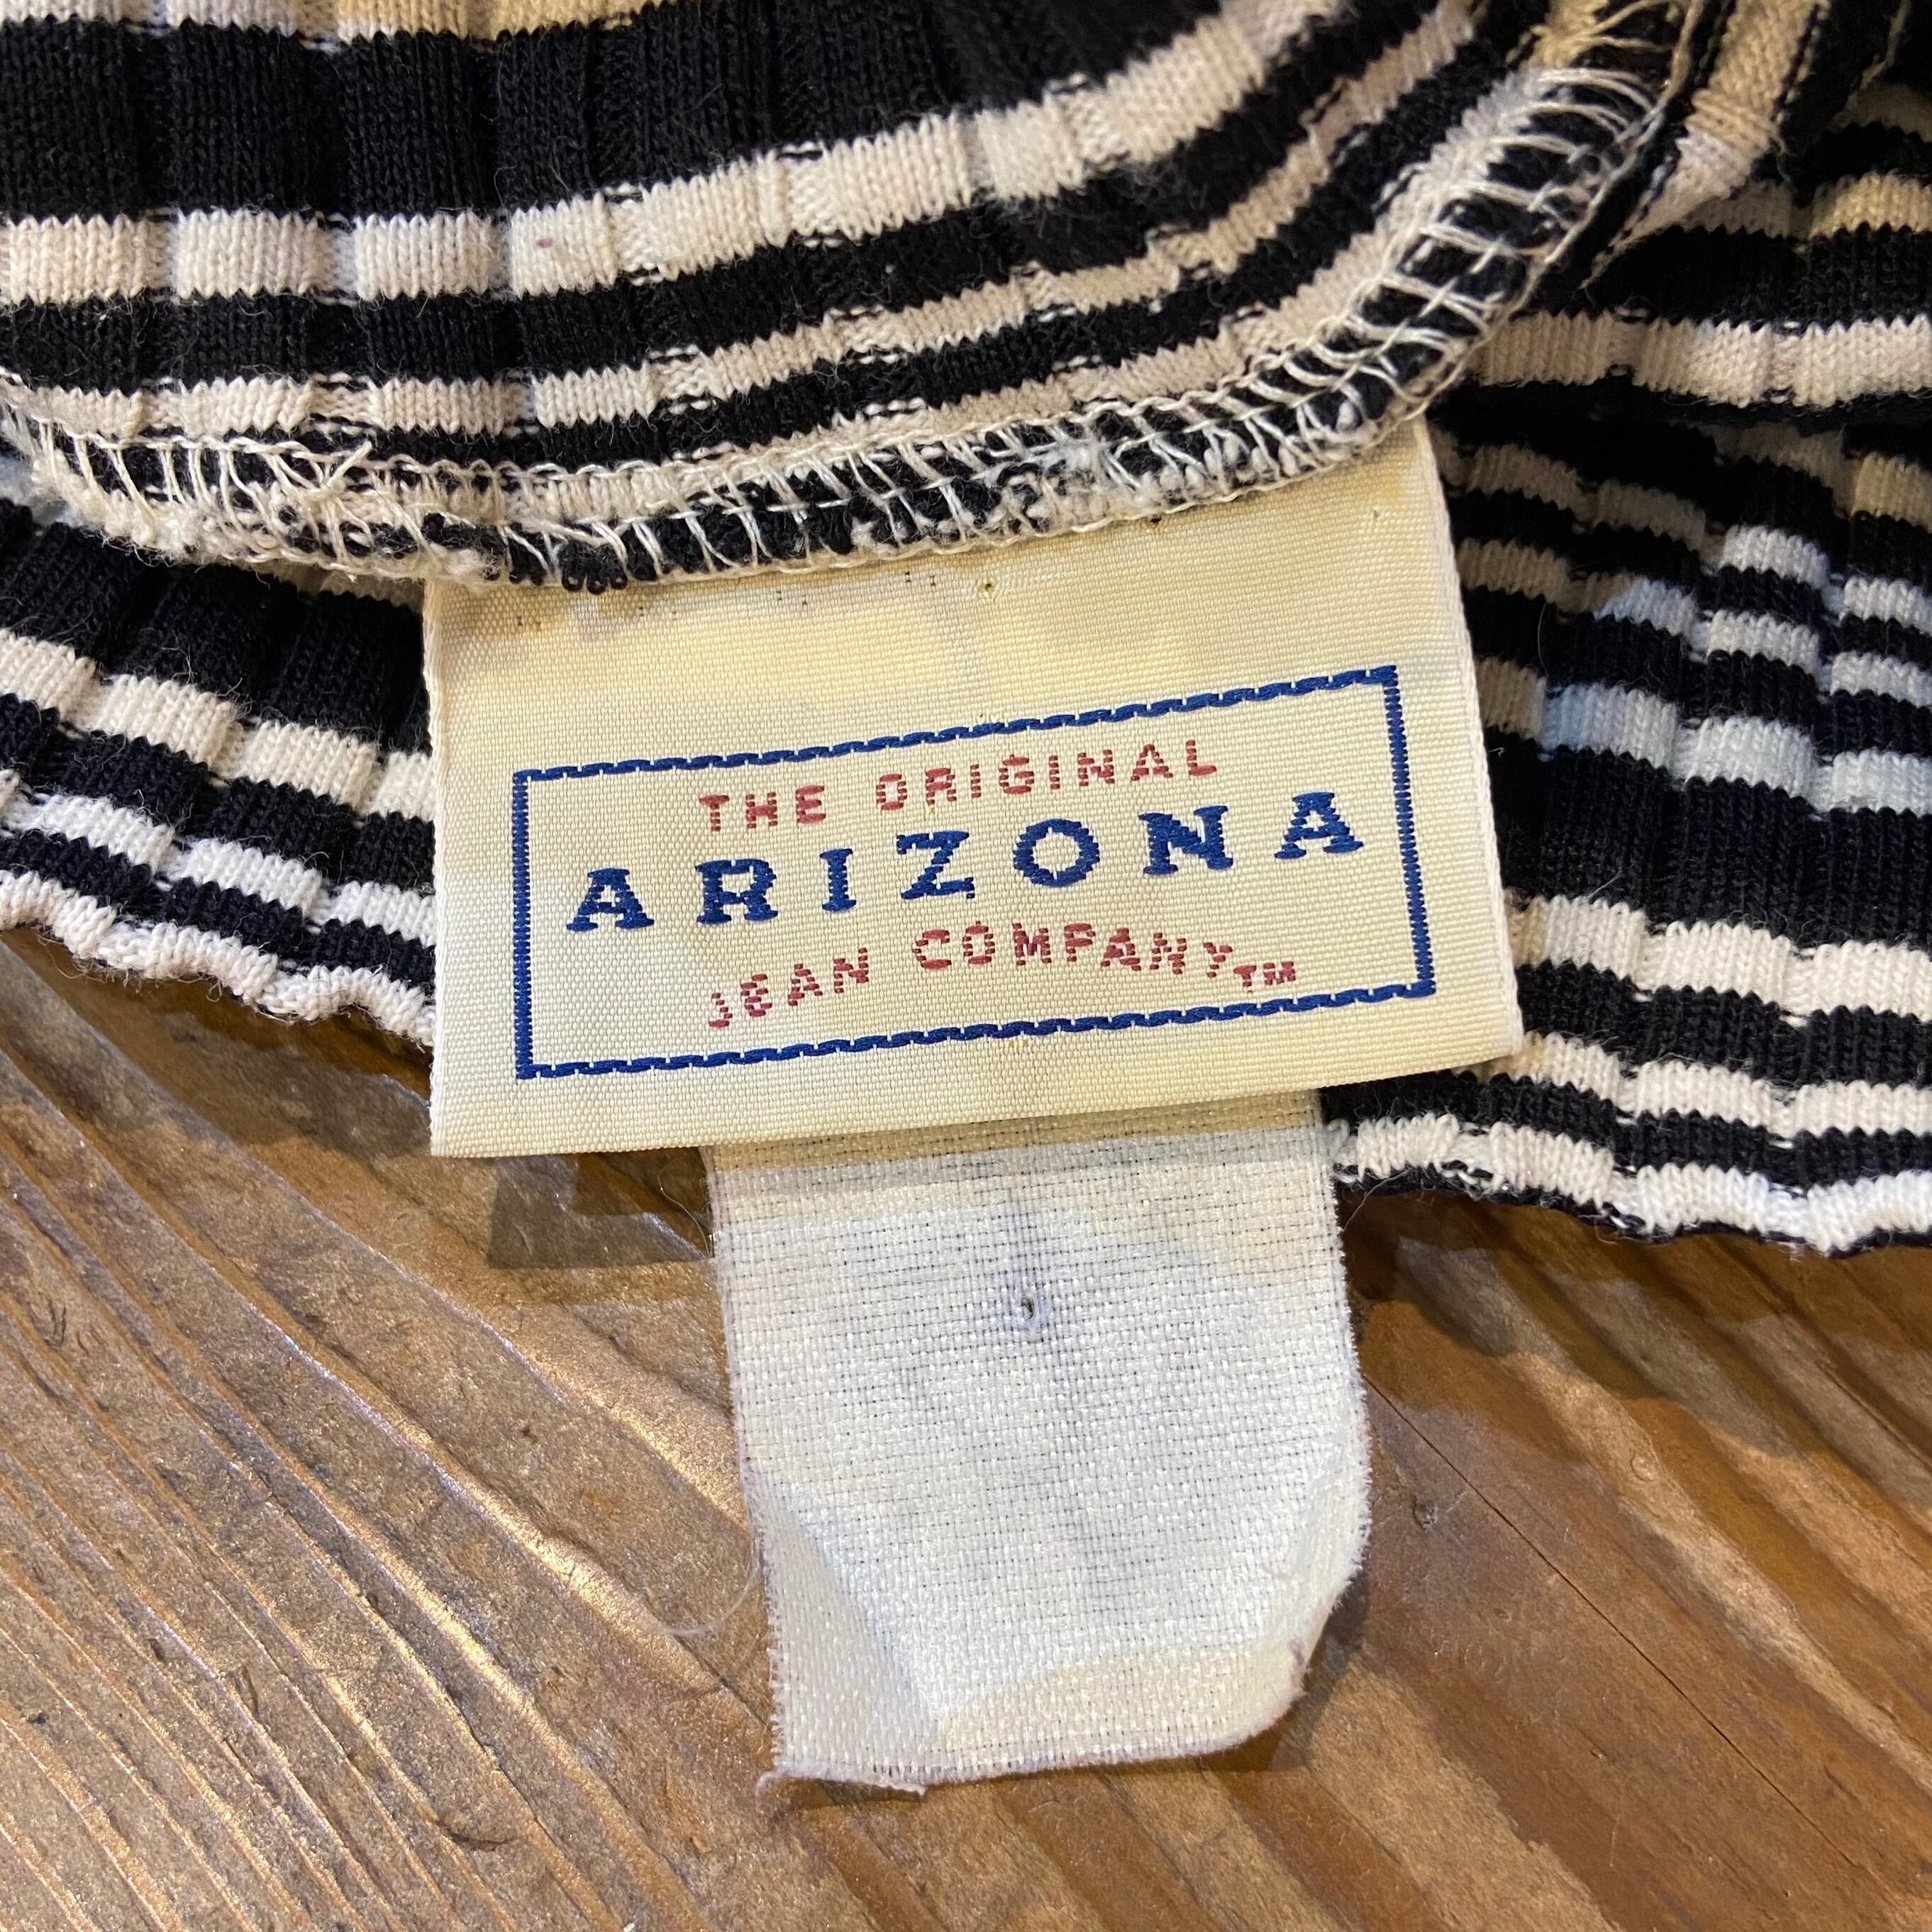 THE ORIGINAL
ARIZONA
JEAN COMPANY™